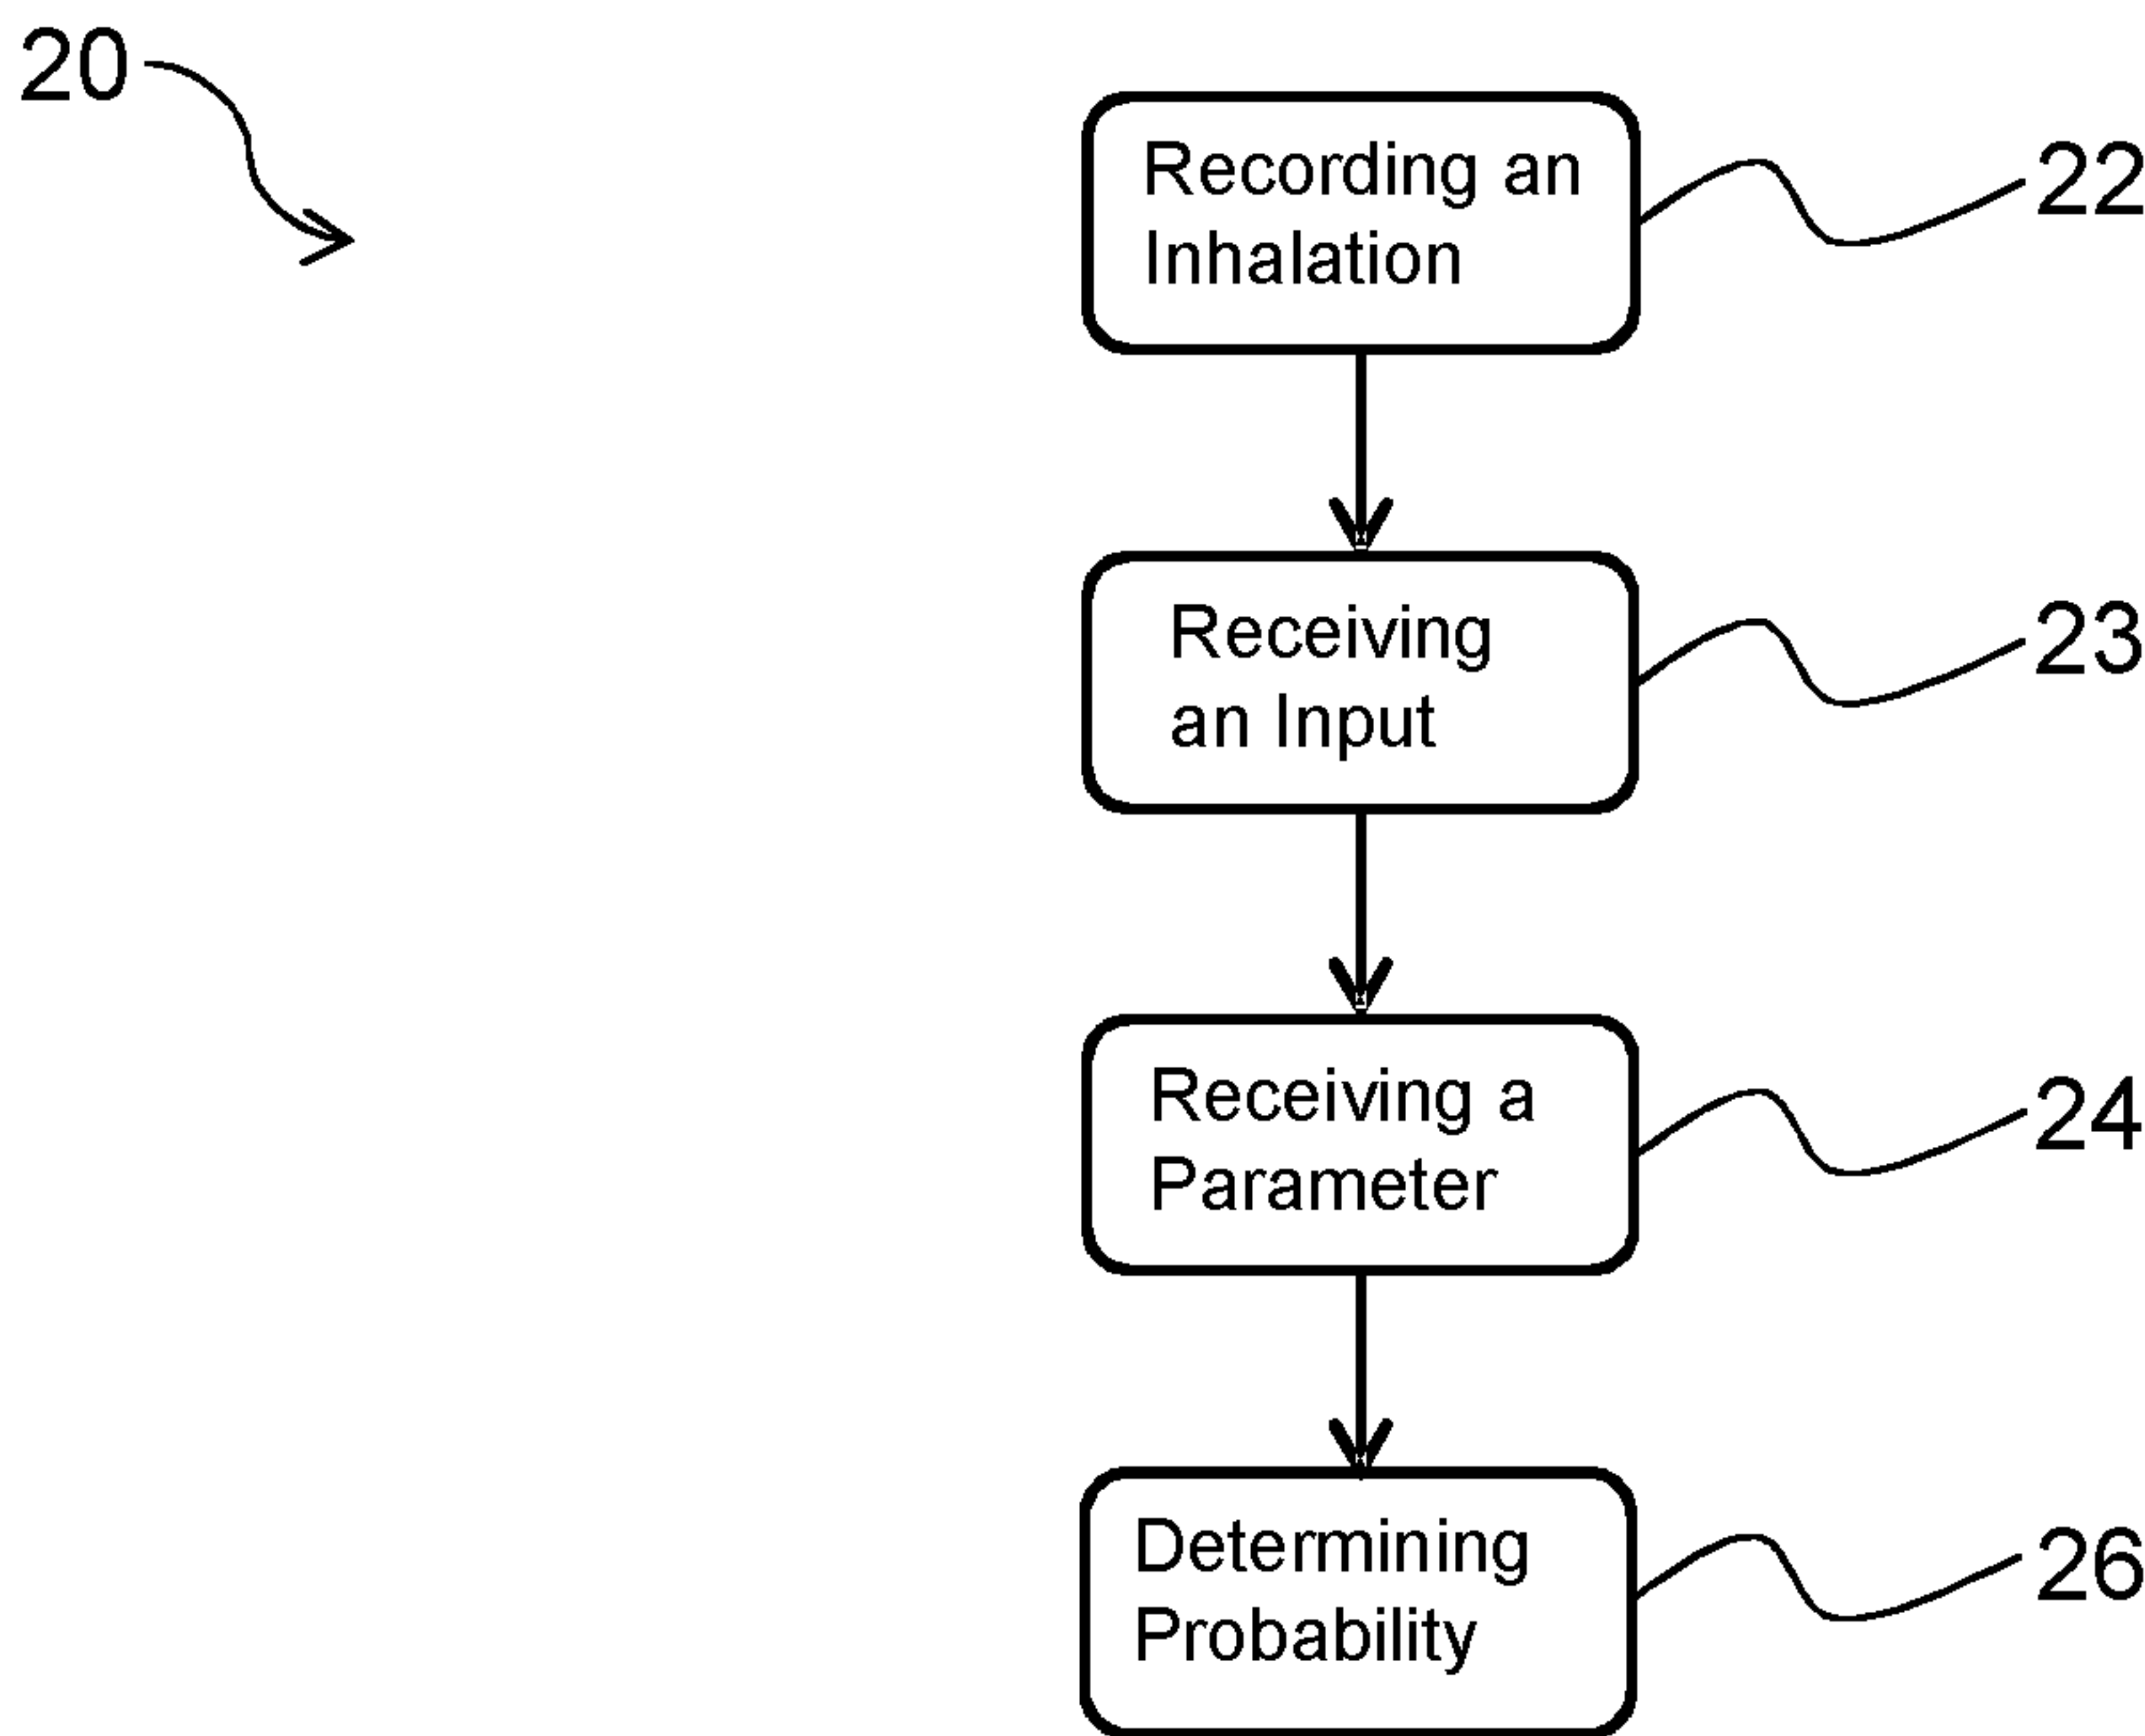 20
Recording an
Inhalation
22
Receiving
an Input
23
Receiving a
Parameter
24
Determining
Probability
26